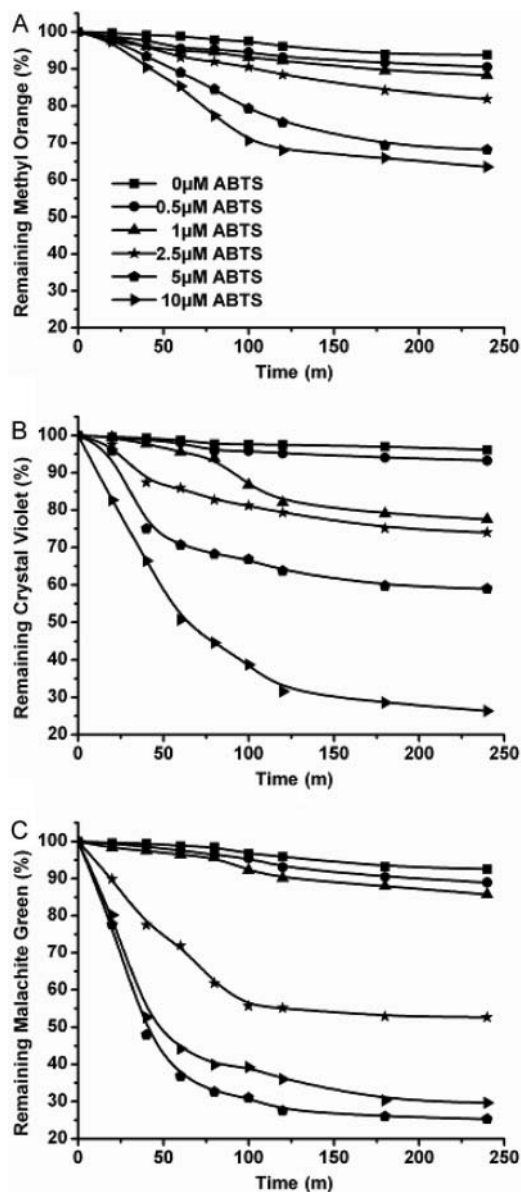 A
Remaining Methyl Orange (%)
100
90
80
70
60
50
40
30
20
0µM ABTS
0.5µM ABTS
1µM ABTS
2.5µM ABTS
5µM ABTS
10µM ABTS
0 50 100 150 200 250
Time (m)
B
Remaining Crystal Violet (%)
100
90
80
70
60
50
40
30
20
0 50 100 150 200 250
Time (m)
C
Remaining Malachite Green (%)
100
90
80
70
60
50
40
30
20
0 50 100 150 200 250
Time (m)